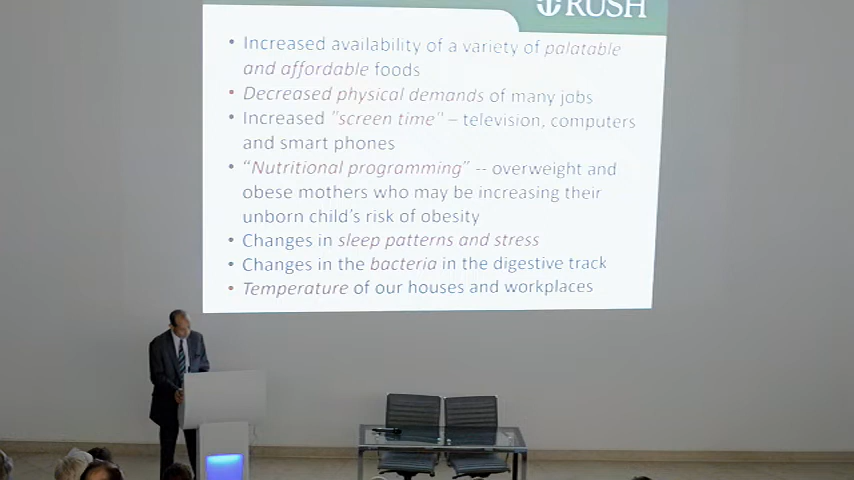 RUSH
• Increased availability of a variety of palatable
and affordable foods
• Decreased physical demands of many jobs
• Increased "screen time" – television, computers
and smart phones
• "Nutritional programming" -- overweight and
obese mothers who may be increasing their
unborn child's risk of obesity
• Changes in sleep patterns and stress
• Changes in the bacteria in the digestive track
• Temperature of our houses and workplaces